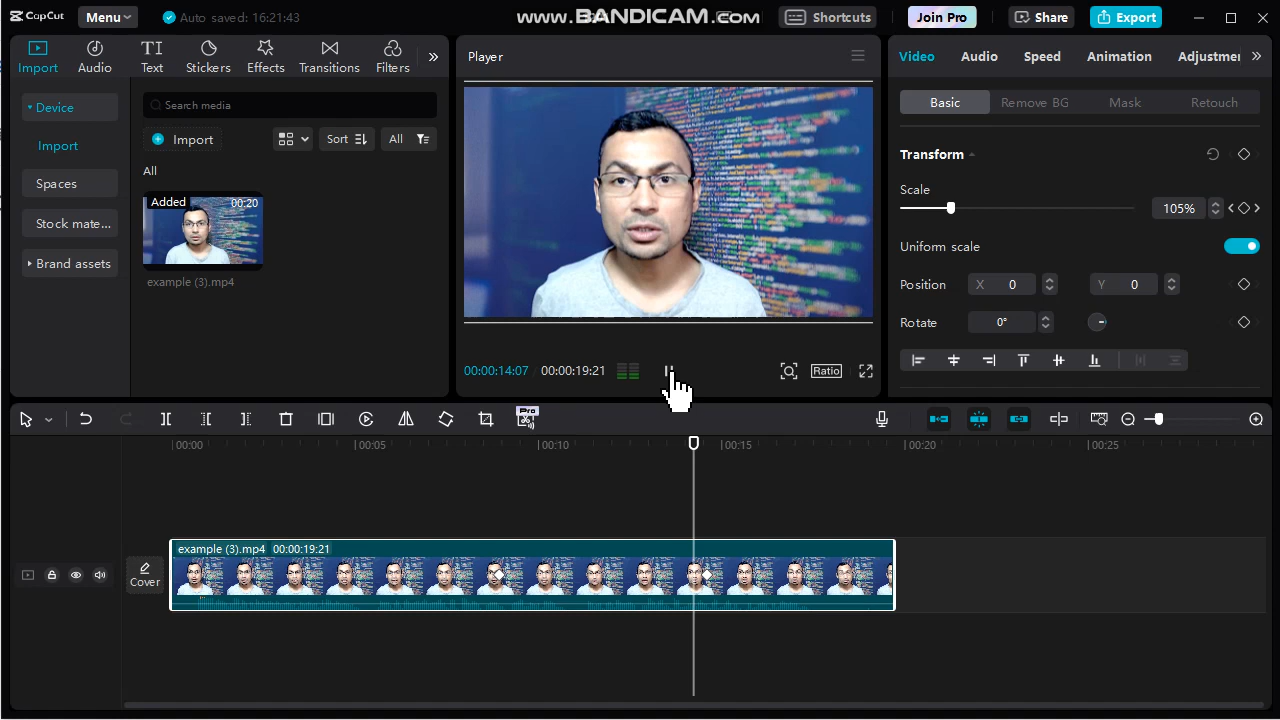 CapCut
Menu
Auto saved: 16:21:43
www.BANDICAM.com
Shortcuts
Join Pro
Share
Export
Import
Audio
Text
Stickers
Effects
Transitions
Filters
Device
Import
Spaces
Stock mate...
Brand assets
Search media
Import
Sort
All
All
Added
00:20
example (3).mp4
Player
00:00:14:07
00:00:19:21
Ratio
Video
Audio
Speed
Animation
Adjustmer
Basic
Remove BG
Mask
Retouch
Transform
Scale
105%
Uniform scale
Position
X 0
Y 0
Rotate
0°
Pro
00:00
00:05
00:10
00:15
00:20
00:25
Cover
example (3).mp4 00:00:19:21